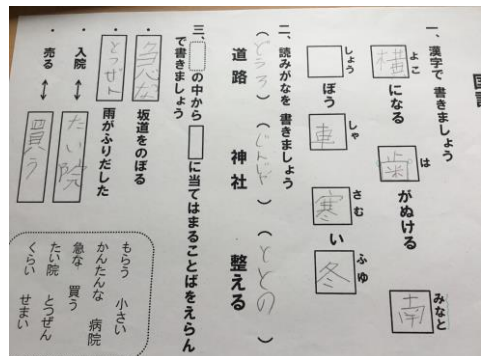 一、漢字で 書きましょう
よこ
横になる
は
歯がぬける
みなと
南
しょう
ぼう
しゃ
車
さむ
寒い
ふゆ
冬
二、読みがなを 書きましょう
(どうろ)(じんじゃ)(ととの)
道路 神社 整える
三、の中から に当てはまることばをえらん
で書きましょう
・急な 坂道をのぼる
・とつぜん 雨がふりだした
・入院 ↔ たい院
・売る ↔ 買う
もらう 小さい
かんたんな 病院
急な 買う
たい院 とつぜん
くらい せまい